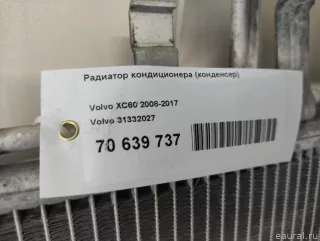 Радиатор кондиционера (конденсер)
Volvo XC60 2008-2017
Volvo 31332027
70 639 737
eaural.ru